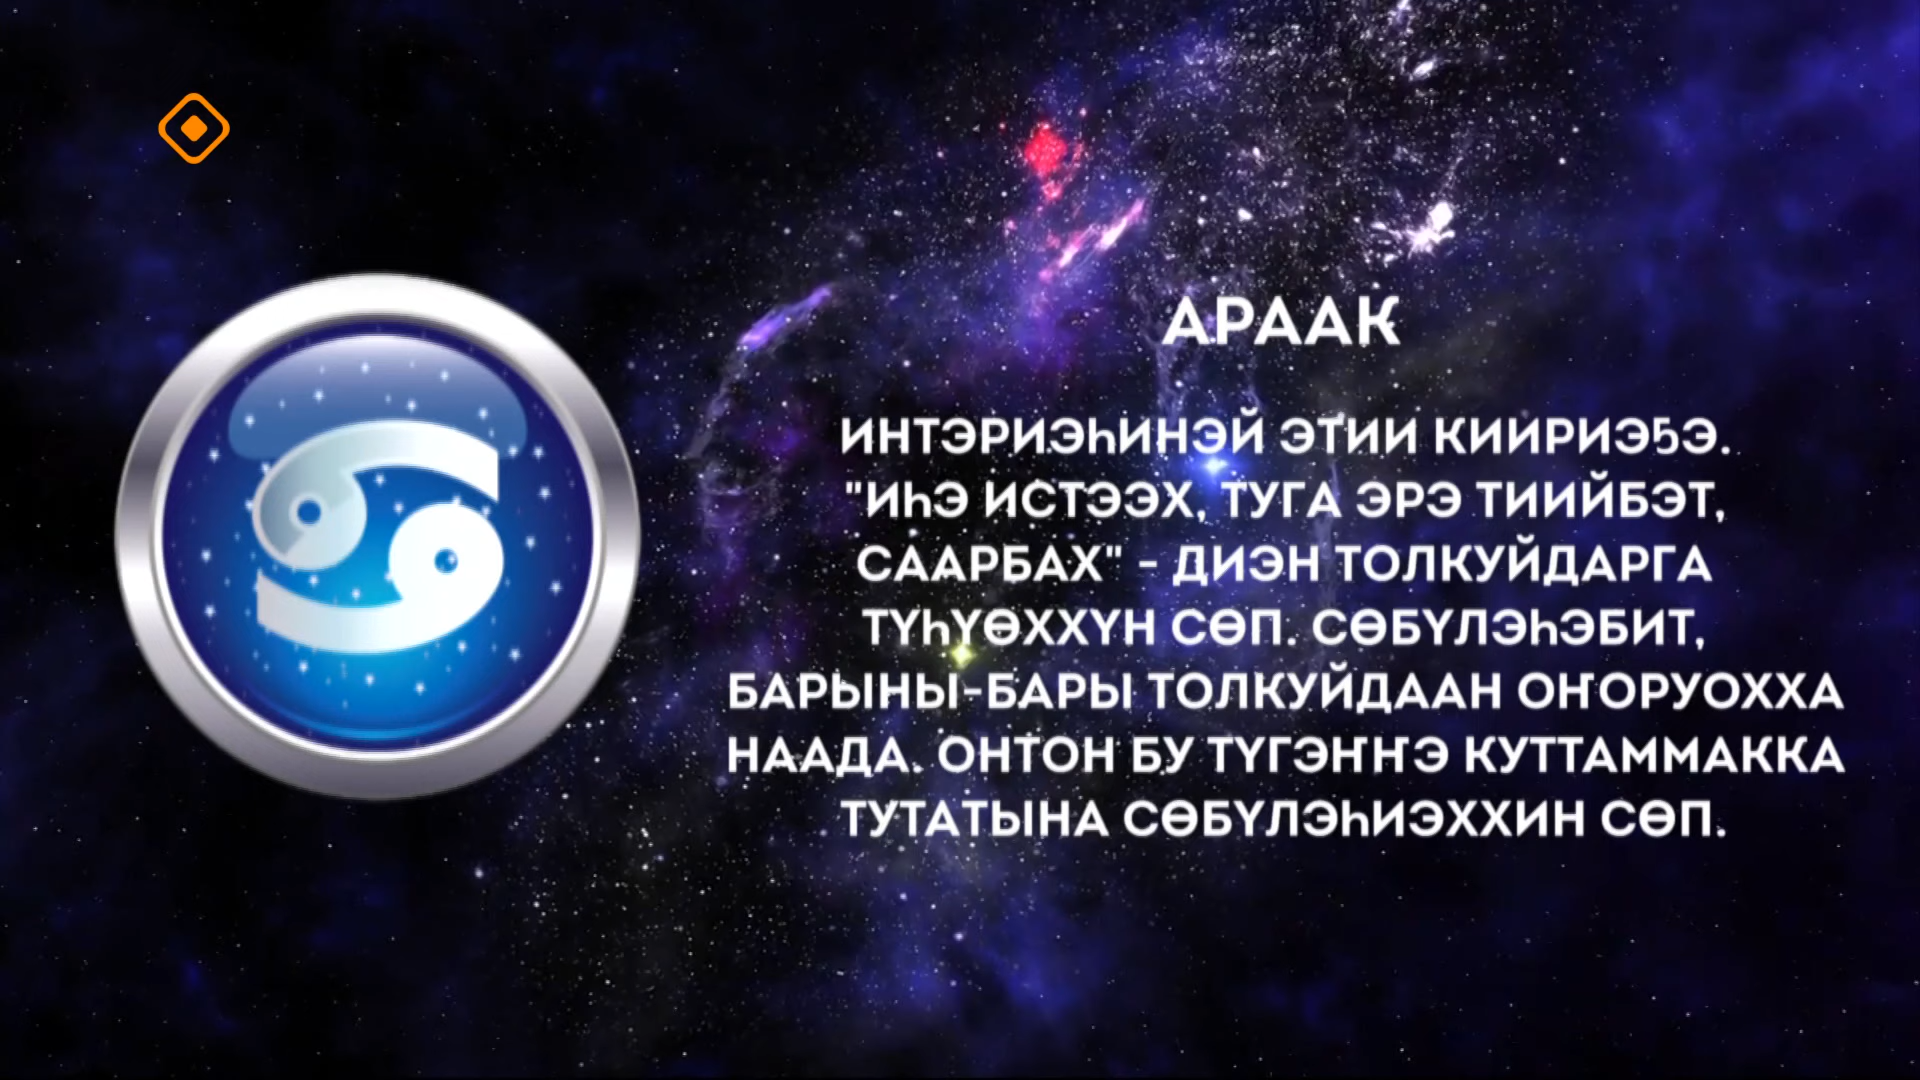 АРААК
ИНТЭРИЭҺИНЭЙ ЭТИИ КИИРИЭҔЭ.
"ИҺЭ ИСТЭЭХ, ТУГА ЭРЭ ТИИЙБЭТ,
СААРБАХ" - ДИЭН ТОЛКУЙДАРГА
ТҮҺҮӨХХҮН СӨП. СӨБҮЛЭҺЭБИТ,
БАРЫНЫ-БАРЫ ТОЛКУЙДААН ОҤОРУОХХА
НААДА. ОНТОН БУ ТҮГЭҤҤЭ КУТТАММАККА
ТУТАТЫНА СӨБҮЛЭҺИЭХХИН СӨП.